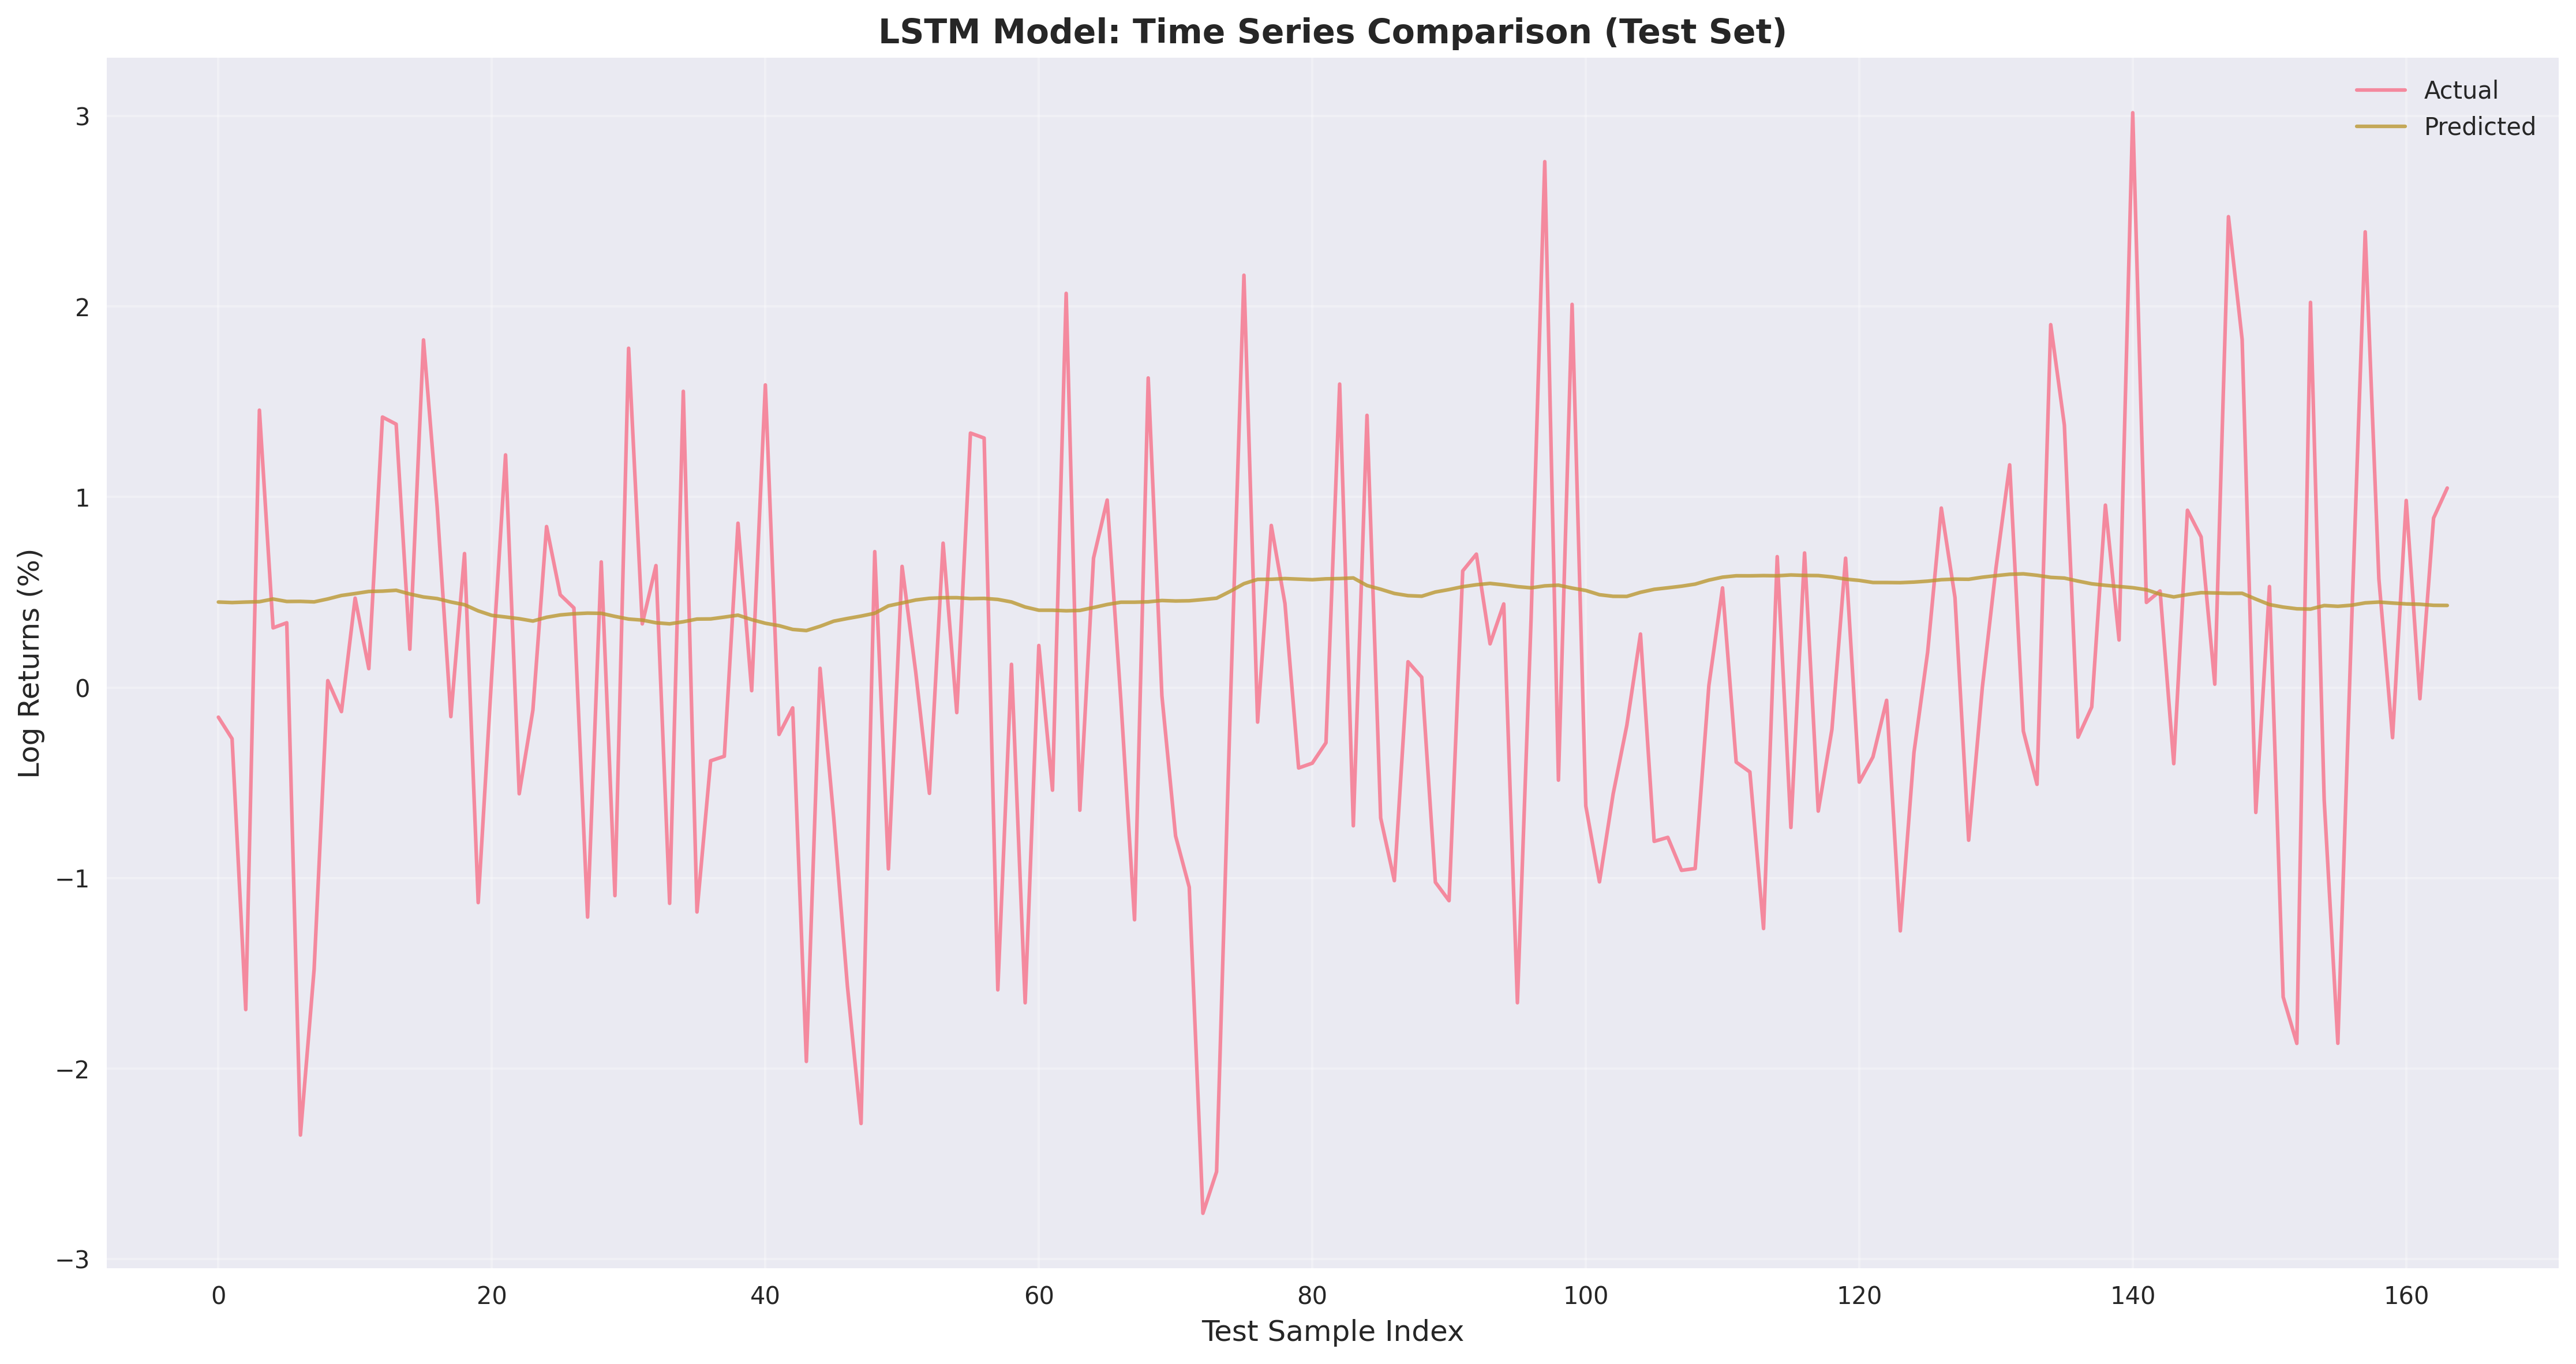 LSTM Model: Time Series Comparison (Test Set)
Actual
Predicted
Log Returns (%)
3
2
1
0
−1
−2
−3
0 20 40 60 80 100 120 140 160
Test Sample Index